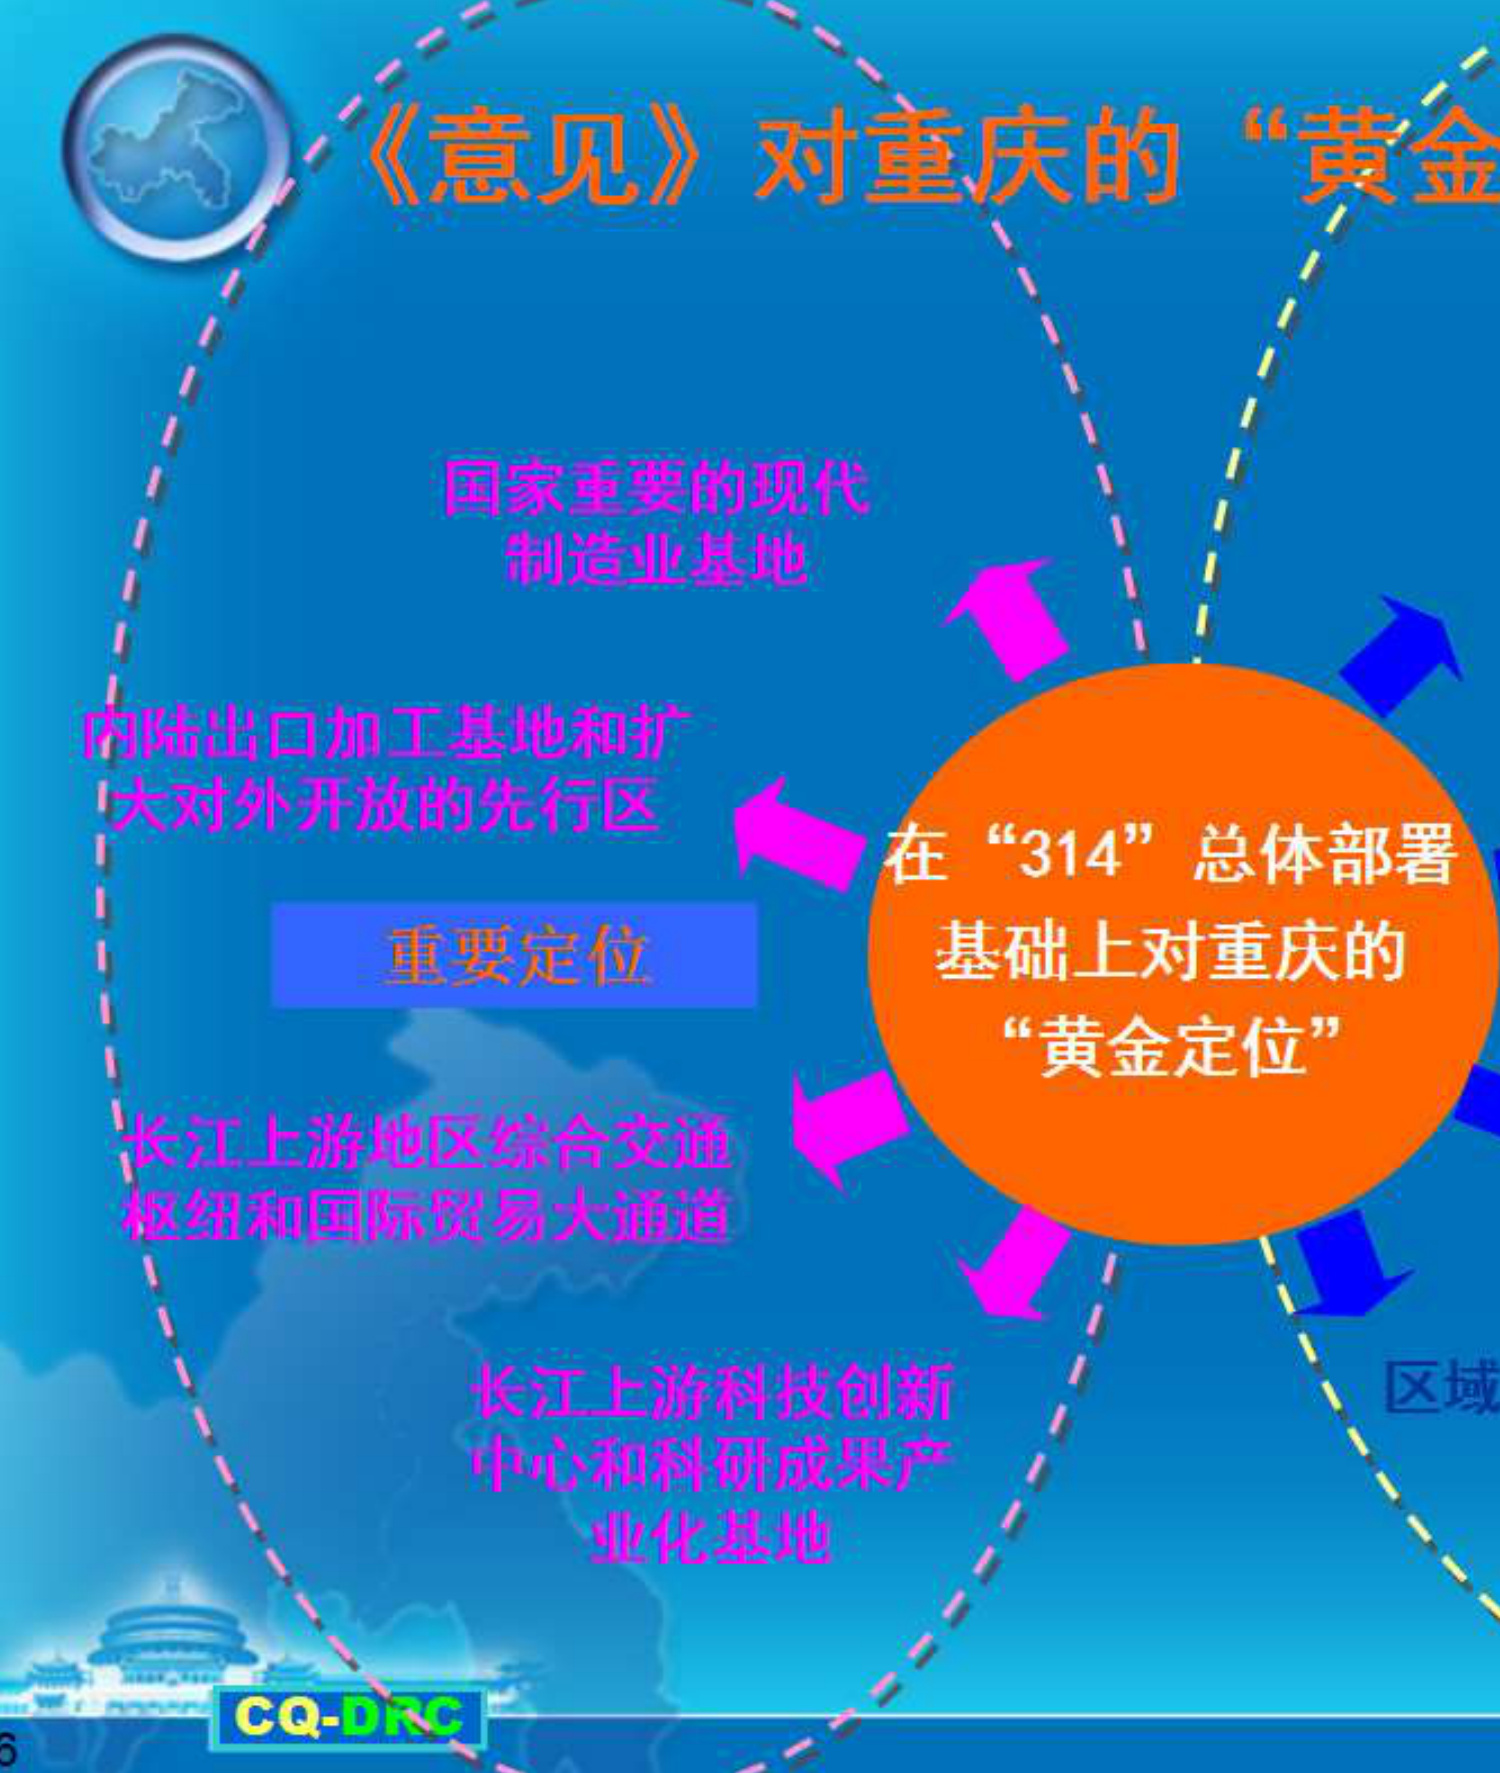 《意见》对重庆的“黄金
国家重要的现代
制造业基地
内陆出口加工基地和扩
大对外开放的先行区
在“314”总体部署
基础上对重庆的
“黄金定位”
重要定位
长江上游地区综合交通
枢纽和国际贸易大通道
长江上游科技创新
中心和科研成果产
业化基地
区域
CQ-DRC
6